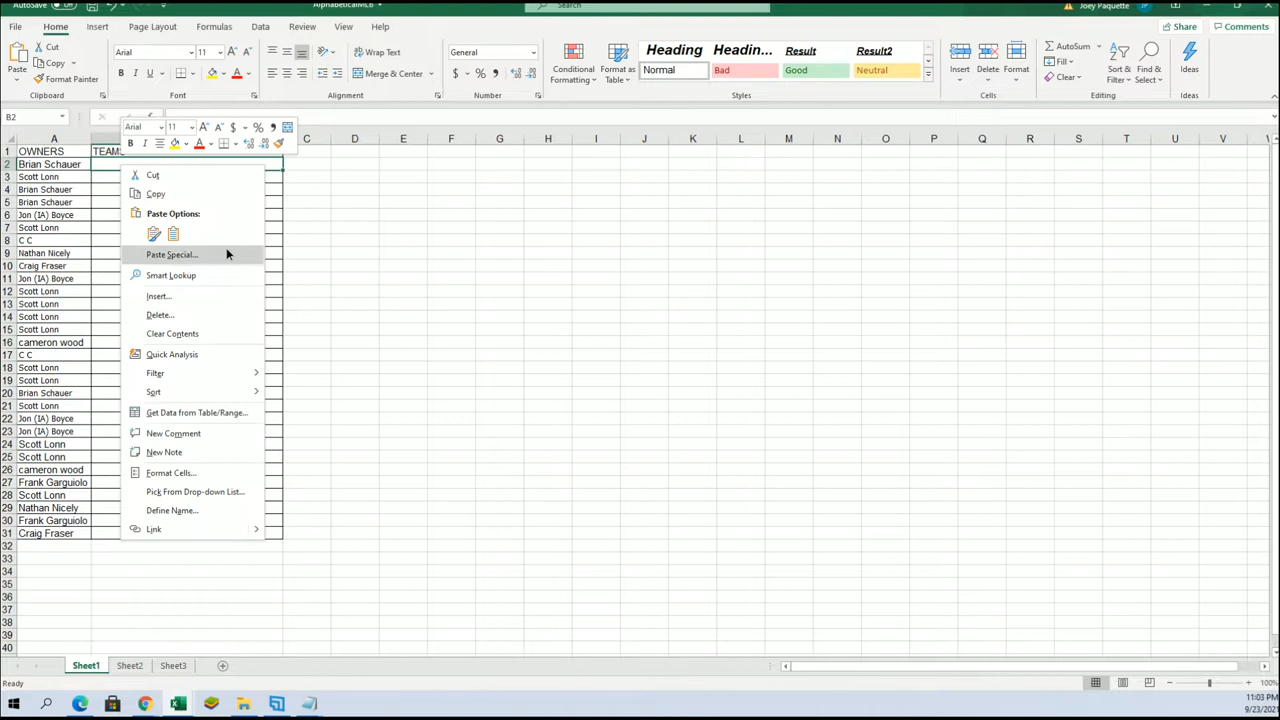 AutoSave Off AlphabeticalMLB Search Joey Paquette JP
File Home Insert Page Layout Formulas Data Review View Help Share Comments
Paste Cut Copy Format Painter Clipboard
Arial 11 B I U Font
Wrap Text Merge & Center Alignment
General $ % Number
Conditional Formatting Format as Table Heading Headin... Result Result2 Normal Bad Good Neutral Styles
Insert Delete Format Cells
AutoSum Fill Clear Sort & Filter Find & Select Editing
Ideas Ideas
B2
Arial 11 A A $ %
B I A
A B C D E F G H I J K L M N O P Q R S T U V
1 OWNERS TEAMS
2 Brian Schauer
3 Scott Lonn
4 Brian Schauer
5 Brian Schauer
6 Jon (IA) Boyce
7 Scott Lonn
8 C C
9 Nathan Nicely
10 Craig Fraser
11 Jon (IA) Boyce
12 Scott Lonn
13 Scott Lonn
14 Scott Lonn
15 Scott Lonn
16 cameron wood
17 C C
18 Scott Lonn
19 Scott Lonn
20 Brian Schauer
21 Scott Lonn
22 Jon (IA) Boyce
23 Jon (IA) Boyce
24 Scott Lonn
25 Scott Lonn
26 cameron wood
27 Frank Garguiolo
28 Scott Lonn
29 Nathan Nicely
30 Frank Garguiolo
31 Craig Fraser
32
33
34
35
36
37
38
39
40
Cut
Copy
Paste Options:
Paste Special...
Smart Lookup
Insert...
Delete...
Clear Contents
Quick Analysis
Filter
Sort
Get Data from Table/Range...
New Comment
New Note
Format Cells...
Pick From Drop-down List...
Define Name...
Link
Sheet1 Sheet2 Sheet3
Ready 100%
11:03 PM
9/23/2021